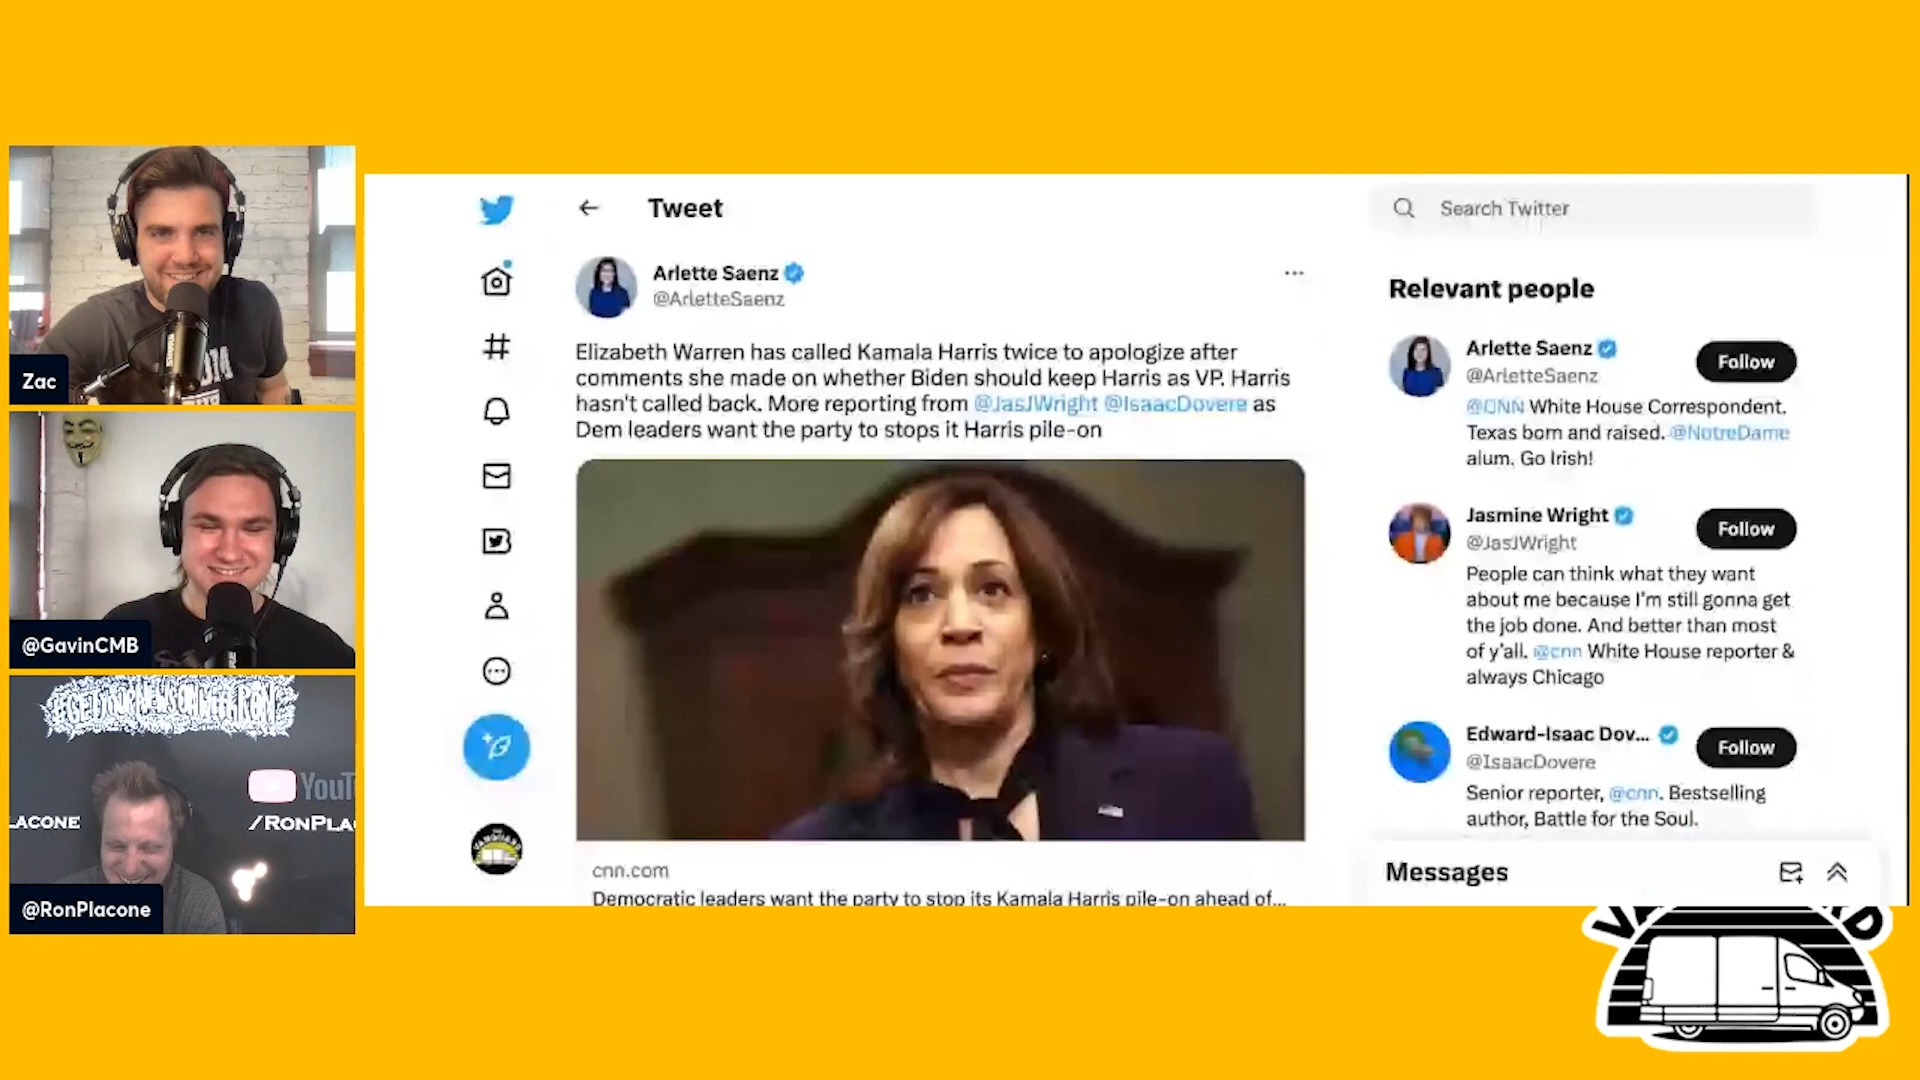 Zac
@GavinCMB
#GETYOURNEWSONWITHRON
LACONE
YouT
/RonPla
@RonPlacone
Tweet
Arlette Saenz
@ArletteSaenz
Elizabeth Warren has called Kamala Harris twice to apologize after
comments she made on whether Biden should keep Harris as VP. Harris
hasn't called back. More reporting from @JasJWright @IsaacDovere as
Dem leaders want the party to stops it Harris pile-on
cnn.com
Democratic leaders want the party to stop its Kamala Harris pile-on ahead of...
Search Twitter
Relevant people
Arlette Saenz
@ArletteSaenz
Follow
@CNN White House Correspondent.
Texas born and raised. @NotreDame
alum. Go Irish!
Jasmine Wright
@JasJWright
Follow
People can think what they want
about me because I'm still gonna get
the job done. And better than most
of y'all. @cnn White House reporter &
always Chicago
Edward-Isaac Dov...
@IsaacDovere
Follow
Senior reporter, @cnn. Bestselling
author, Battle for the Soul.
Messages